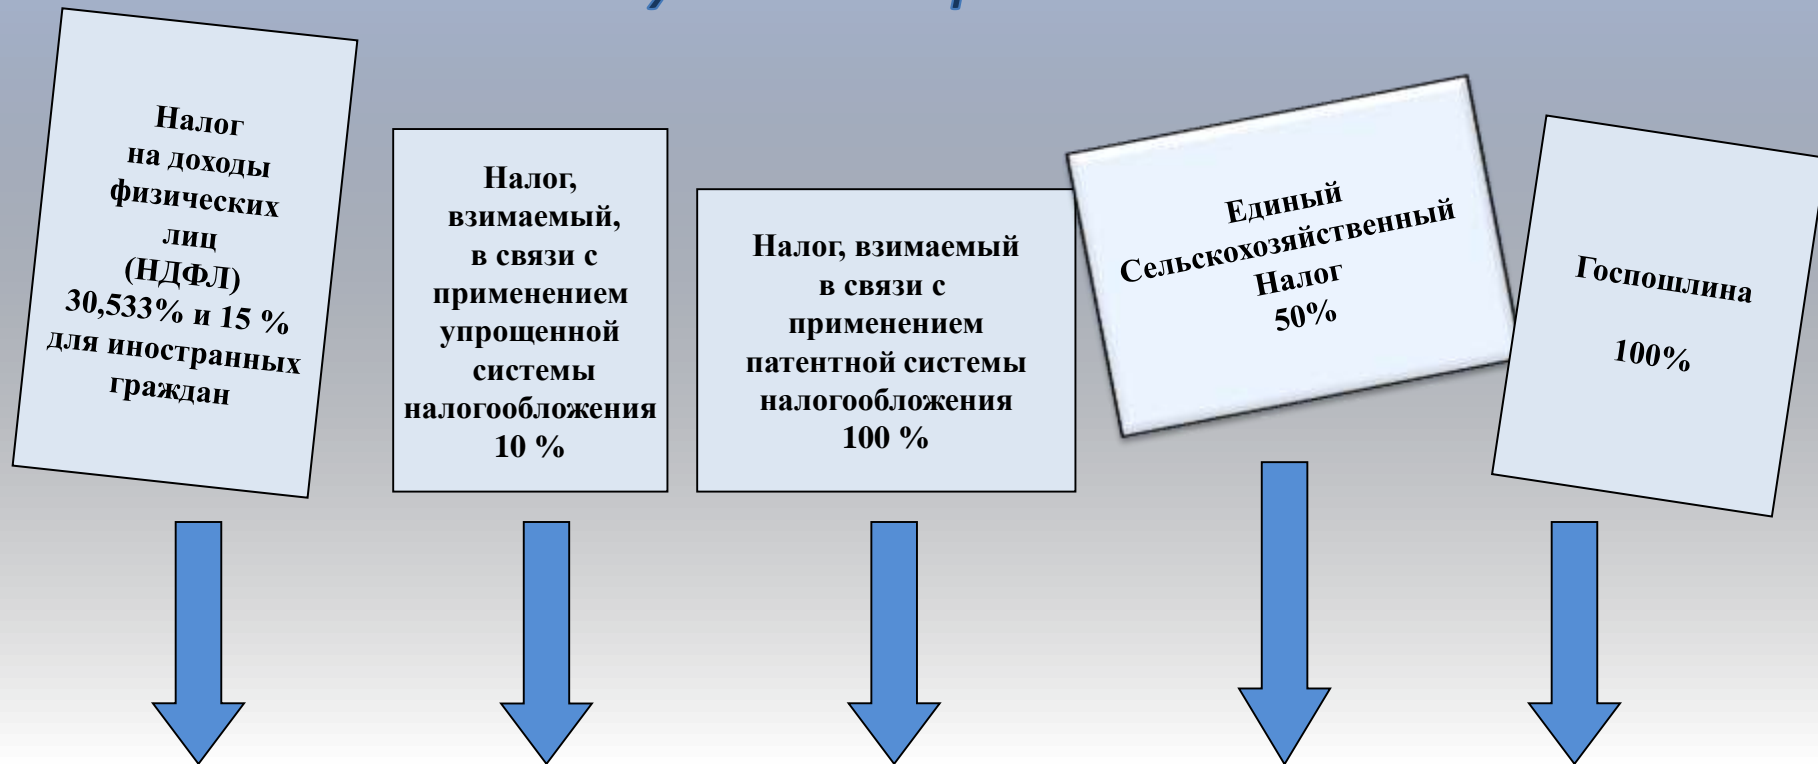 Налог
на доходы
физических
лиц
(НДФЛ)
30,533% и 15 %
для иностранных
граждан
Налог,
взимаемый,
в связи с
применением
упрощенной
системы
налогообложения
10 %
Налог, взимаемый
в связи с
применением
патентной системы
налогообложения
100 %
Единый
Сельскохозяйственный
Налог
50%
Госпошлина
100%